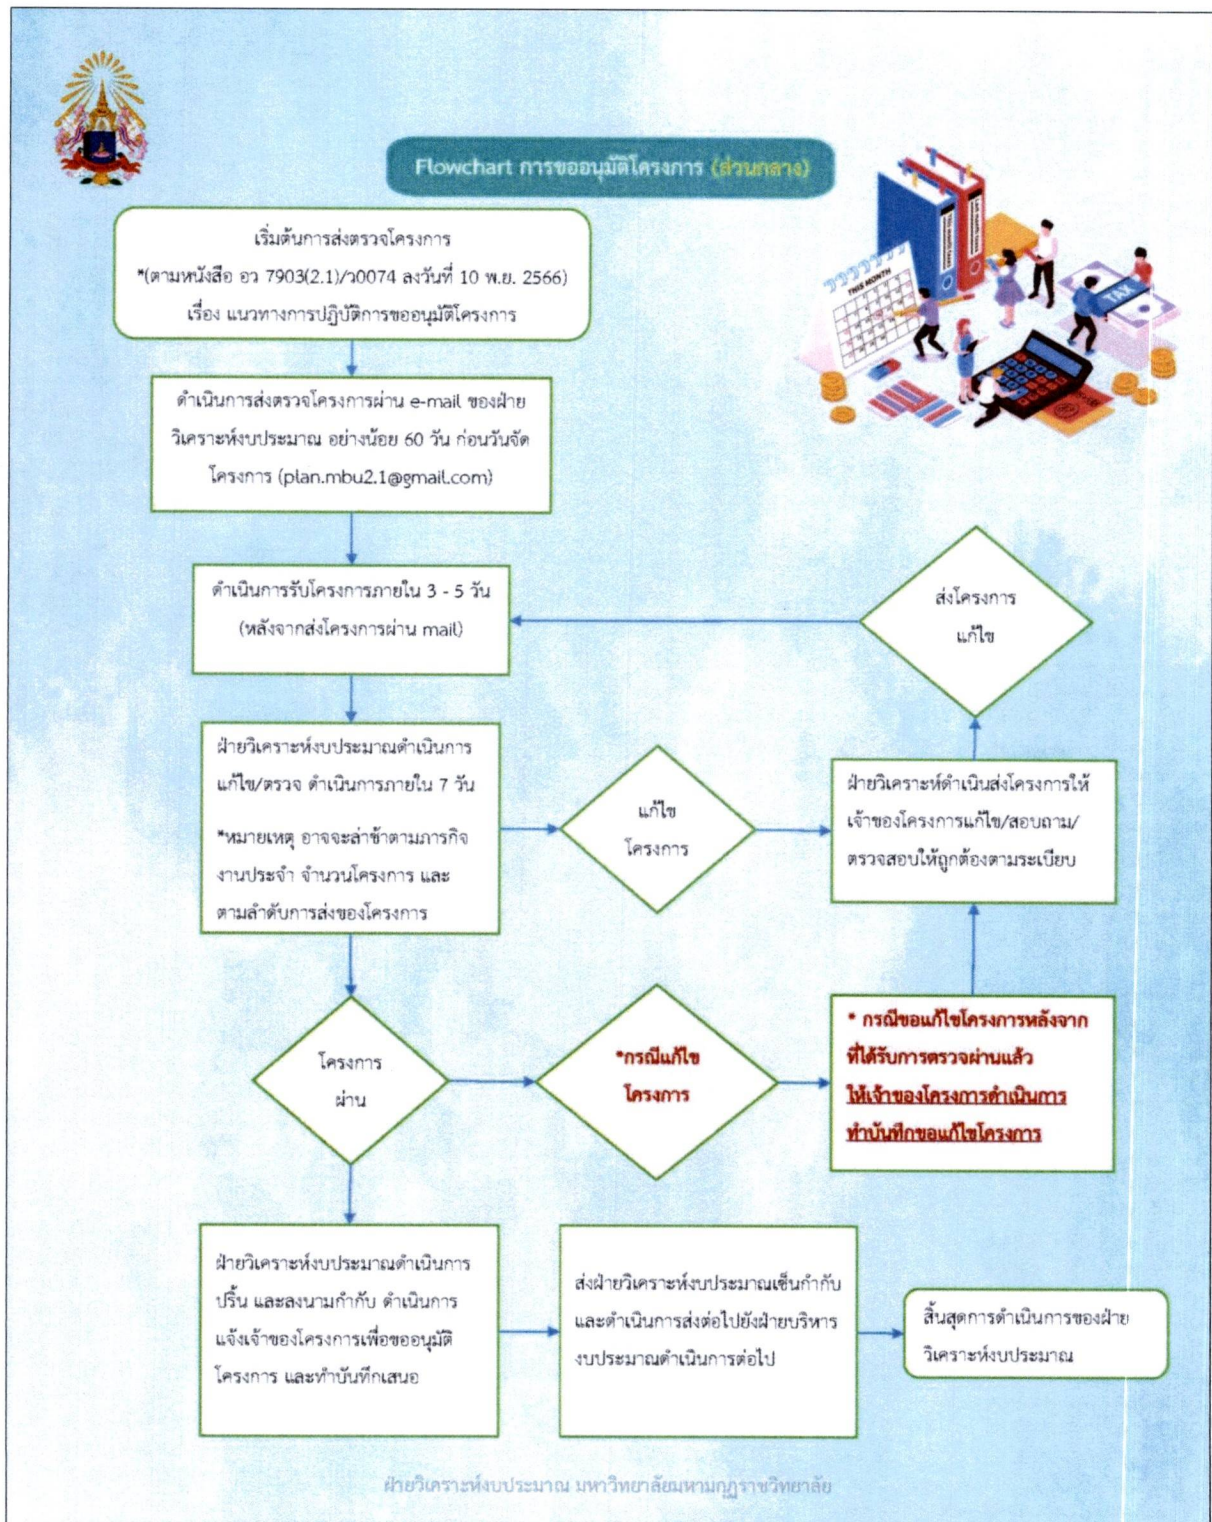 Flowchart การขออนุมัติโครงการ (ส่วนกลาง)
เริ่มต้นการส่งตรวจโครงการ
*(ตามหนังสือ อว 7903(2.1)/ว0074 ลงวันที่ 10 พ.ย. 2566)
เรื่อง แนวทางการปฏิบัติการขออนุมัติโครงการ
THIS MONTH
TAX
ดำเนินการส่งตรวจโครงการผ่าน e-mail ของฝ่าย
วิเคราะห์งบประมาณ อย่างน้อย 60 วัน ก่อนวันจัด
โครงการ (plan.mbu2.1@gmail.com)
ดำเนินการรับโครงการภายใน 3 - 5 วัน
(หลังจากส่งโครงการผ่าน mail)
ส่งโครงการ
แก้ไข
ฝ่ายวิเคราะห์งบประมาณดำเนินการ
แก้ไข/ตรวจ ดำเนินการภายใน 7 วัน
*หมายเหตุ อาจจะล่าช้าตามภารกิจ
งานประจำ จำนวนโครงการ และ
ตามลำดับการส่งของโครงการ
แก้ไข
โครงการ
ฝ่ายวิเคราะห์ดำเนินส่งโครงการให้
เจ้าของโครงการแก้ไข/สอบถาม/
ตรวจสอบให้ถูกต้องตามระเบียบ
โครงการ
ผ่าน
*กรณีแก้ไข
โครงการ
* กรณีขอแก้ไขโครงการหลังจาก
ที่ได้รับการตรวจผ่านแล้ว
ให้เจ้าของโครงการดำเนินการ
ทำบันทึกขอแก้ไขโครงการ
ฝ่ายวิเคราะห์งบประมาณดำเนินการ
ปริ้น และลงนามกำกับ ดำเนินการ
แจ้งเจ้าของโครงการเพื่อขออนุมัติ
โครงการ และทำบันทึกเสนอ
ส่งฝ่ายวิเคราะห์งบประมาณเซ็นกำกับ
และดำเนินการส่งต่อไปยังฝ่ายบริหาร
งบประมาณดำเนินการต่อไป
สิ้นสุดการดำเนินการของฝ่าย
วิเคราะห์งบประมาณ
ฝ่ายวิเคราะห์งบประมาณ มหาวิทยาลัยมหามกุฏราชวิทยาลัย